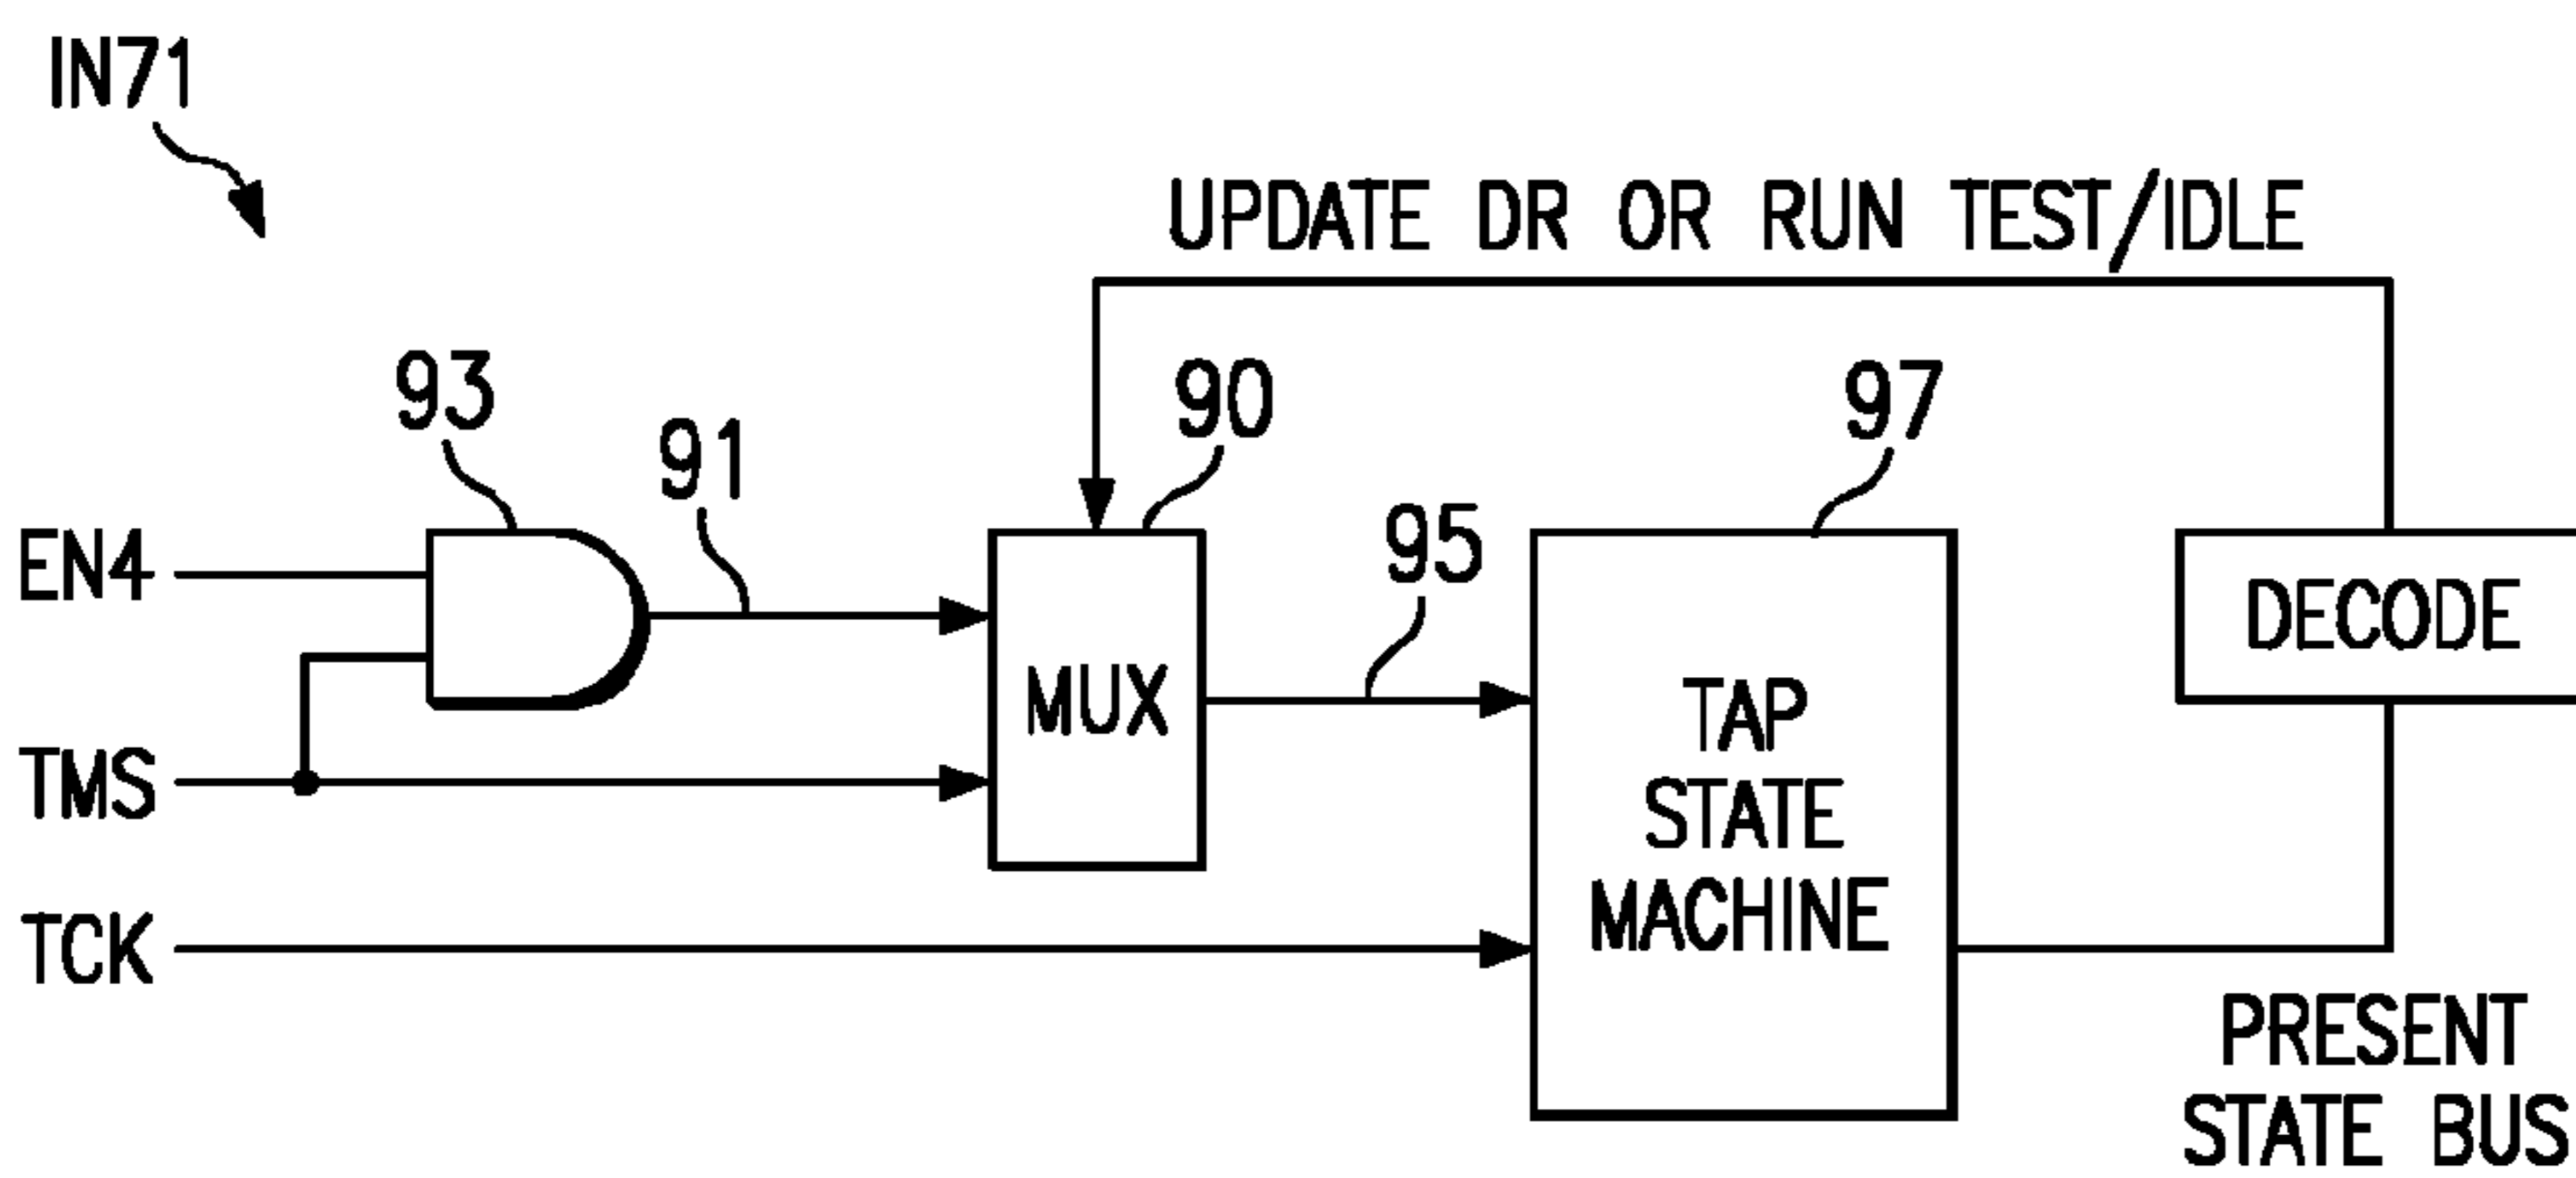 IN71
UPDATE DR OR RUN TEST/IDLE
93
91
90
95
97
EN4
TMS
TCK
MUX
TAP
STATE
MACHINE
DECODE
PRESENT
STATE BUS